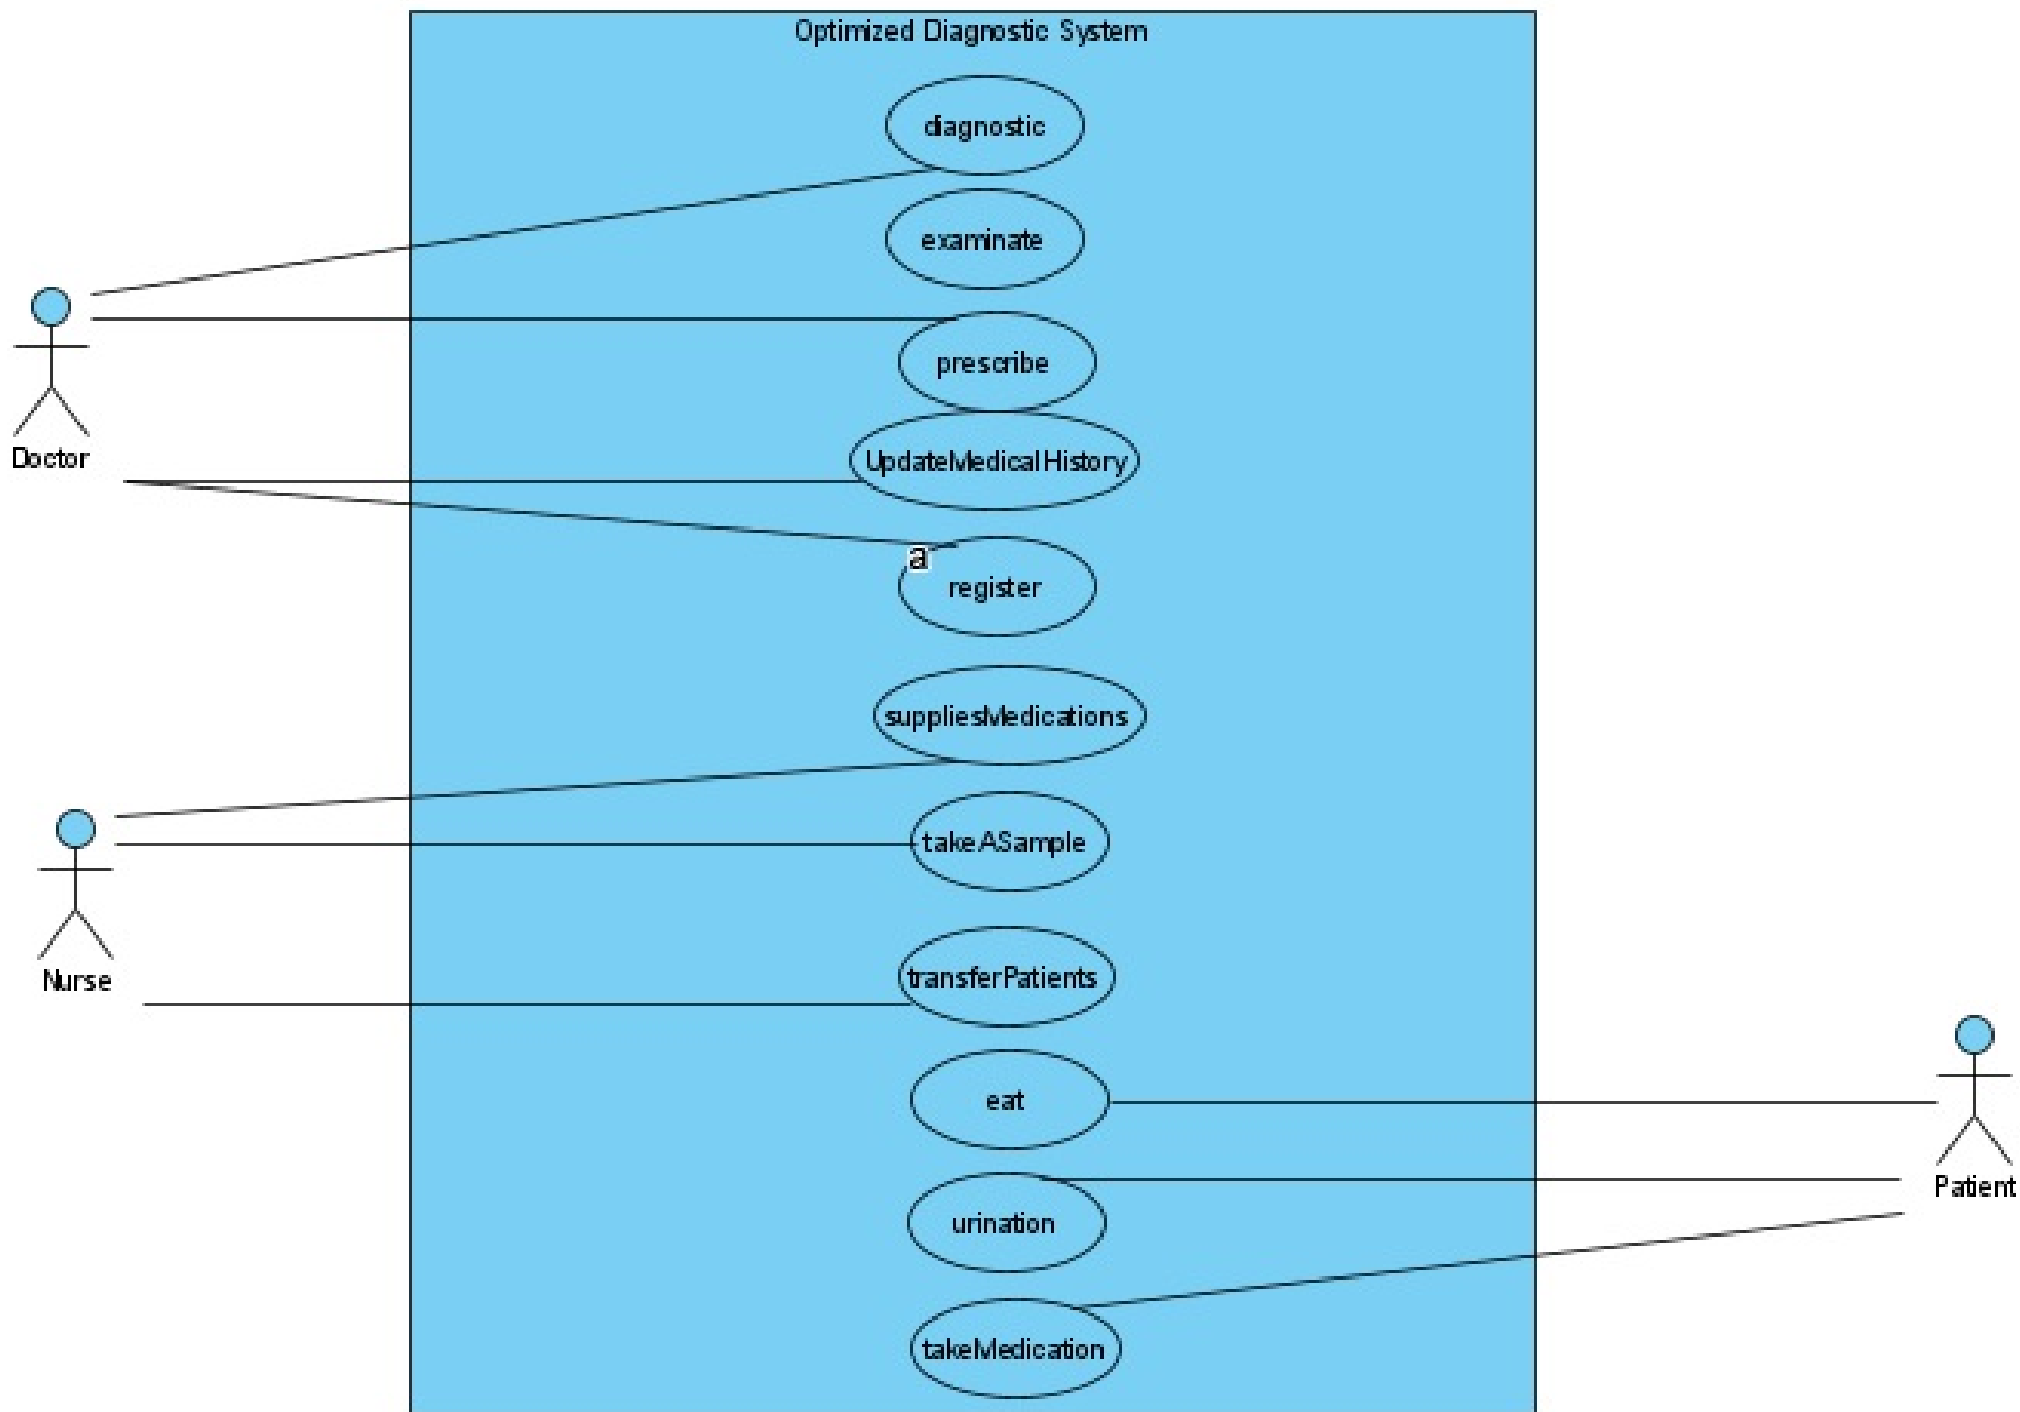 Optimized Diagnostic System
diagnostic
examinate
prescribe
Doctor
UpdateMedicalHistory
a
register
suppliesMedications
takeASample
Nurse
transferPatients
eat
Patient
urination
takeMedication